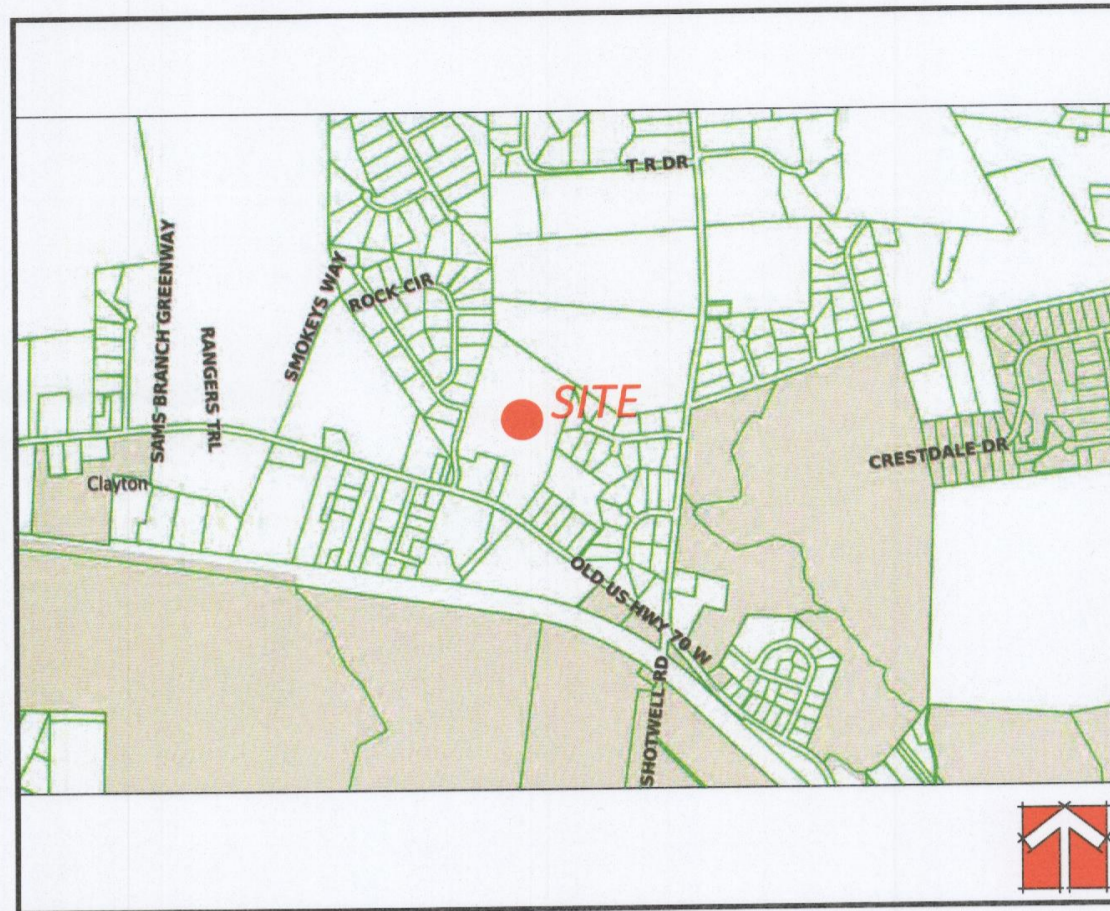 T R DR
SAMS BRANCH GREENWAY
RANGERS TRL
SMOKEYS WAY
ROCK CIR
SITE
CRESTDALE DR
Clayton
OLD US HWY 70 W
SHOTWELL RD